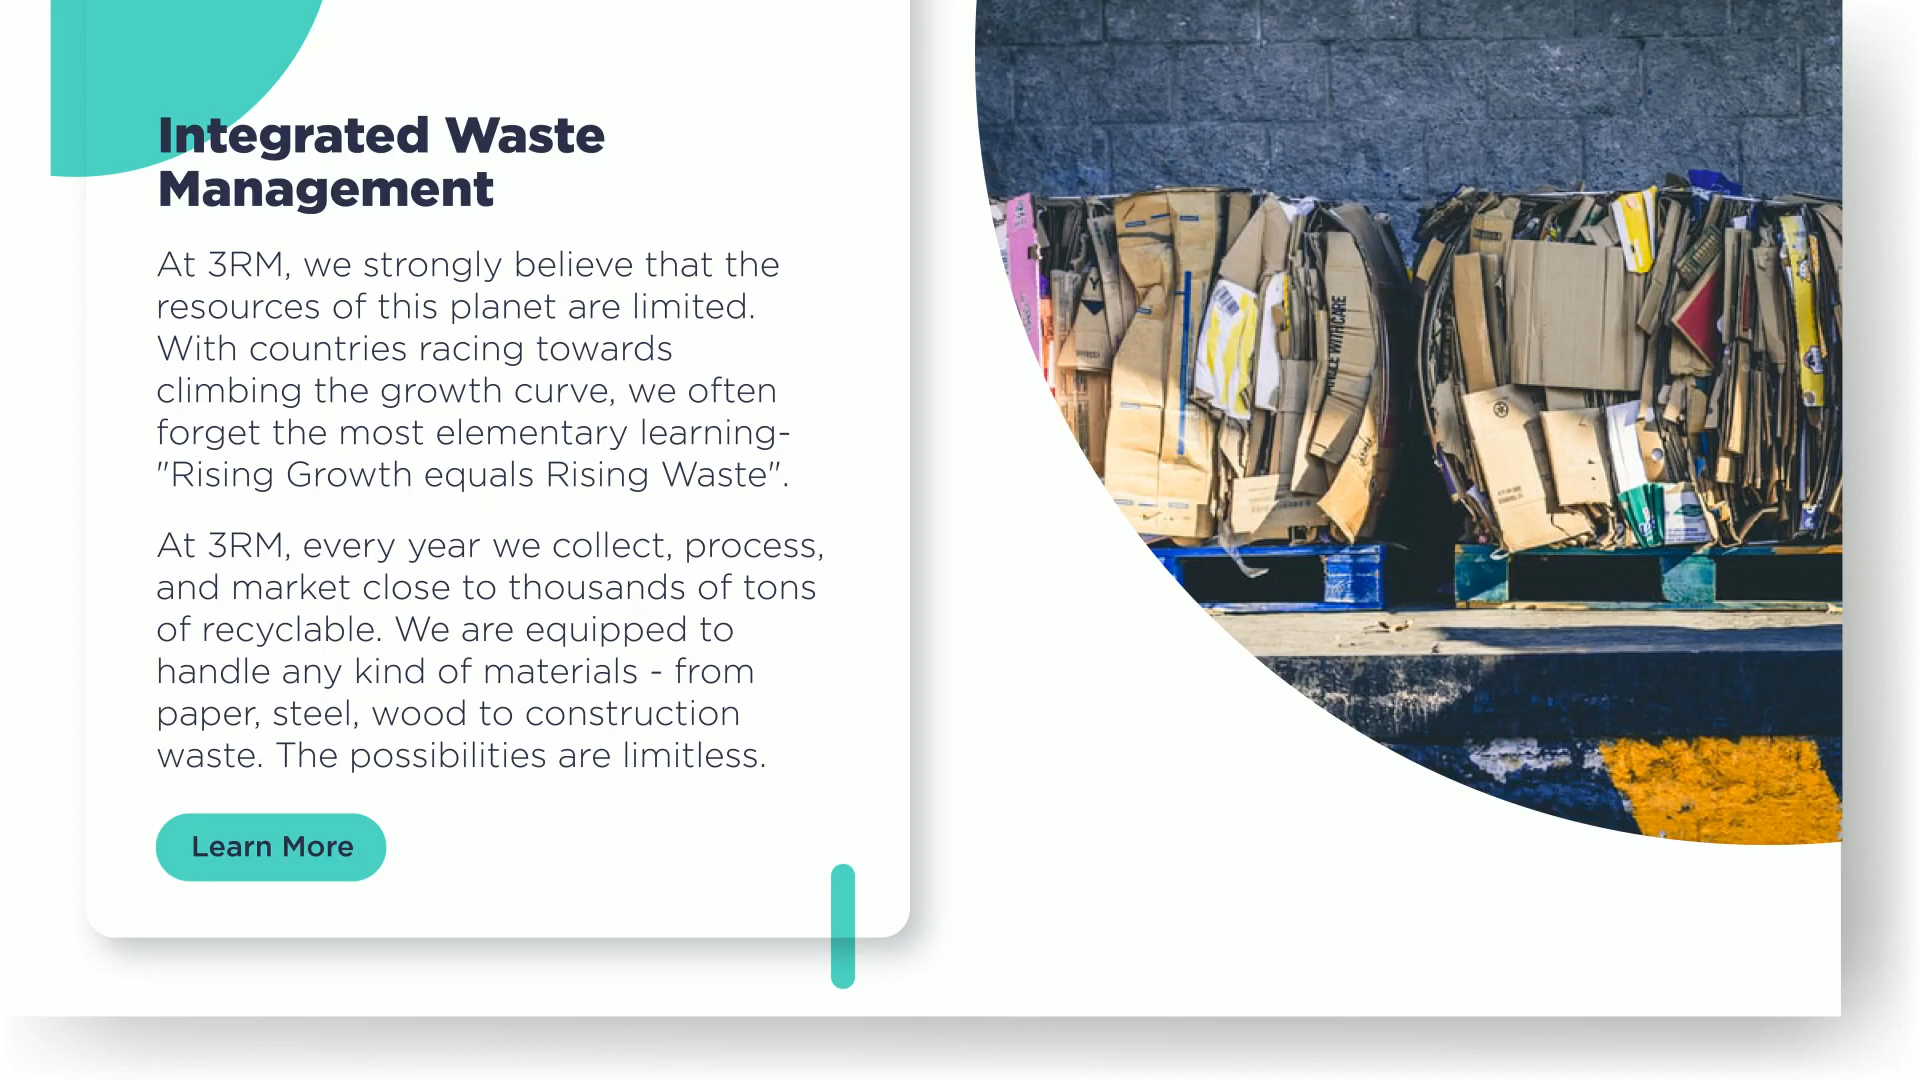 Integrated Waste
Management
At 3RM, we strongly believe that the
resources of this planet are limited.
With countries racing towards
climbing the growth curve, we often
forget the most elementary learning-
"Rising Growth equals Rising Waste".
At 3RM, every year we collect, process,
and market close to thousands of tons
of recyclable. We are equipped to
handle any kind of materials - from
paper, steel, wood to construction
waste. The possibilities are limitless.
Learn More
WITH CARE